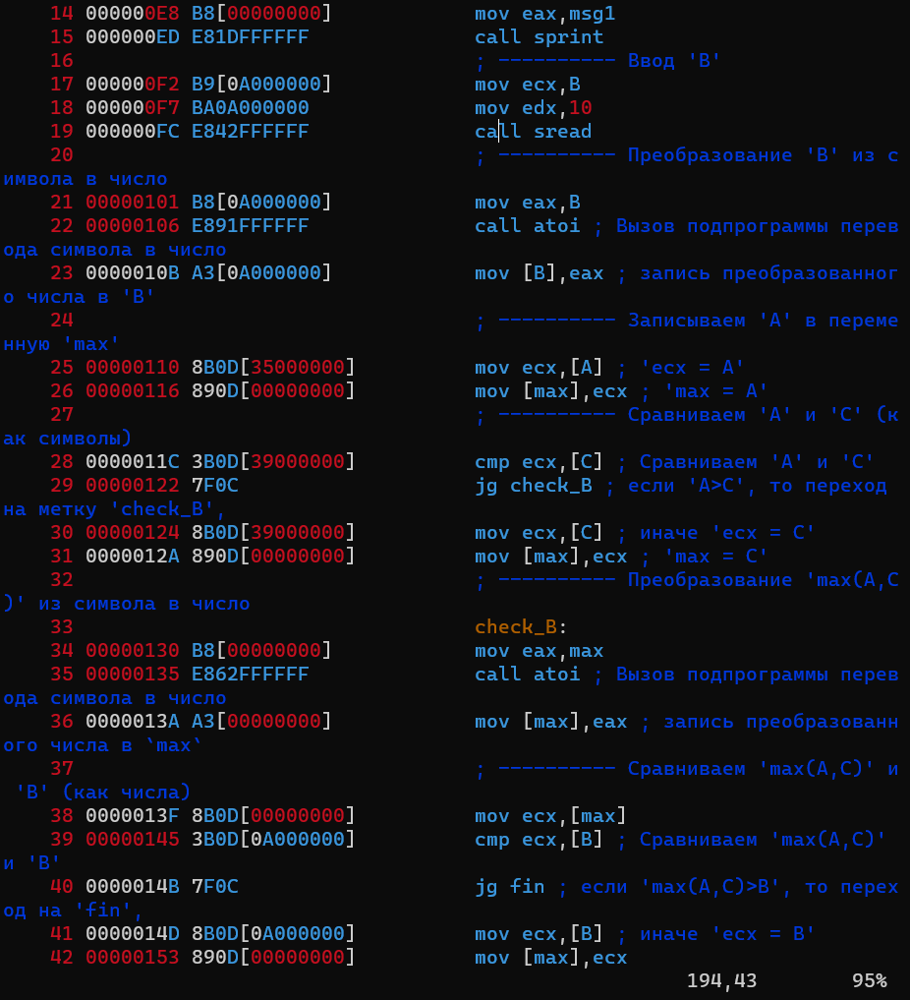 14 000000E8 B8[00000000] mov eax,msg1
15 000000ED E81DFFFFFF call sprint
16 ; ---------- Ввод 'B'
17 000000F2 B9[0A000000] mov ecx,B
18 000000F7 BA0A000000 mov edx,10
19 000000FC E842FFFFFF call sread
20 ; ---------- Преобразование 'B' из с
имвола в число
21 00000101 B8[0A000000] mov eax,B
22 00000106 E891FFFFFF call atoi ; Вызов подпрограммы перев
ода символа в число
23 0000010B A3[0A000000] mov [B],eax ; запись преобразованног
о числа в 'B'
24 ; ---------- Записываем 'A' в переме
нную 'max'
25 00000110 8B0D[35000000] mov ecx,[A] ; 'ecx = A'
26 00000116 890D[00000000] mov [max],ecx ; 'max = A'
27 ; ---------- Сравниваем 'A' и 'С' (к
ак символы)
28 0000011C 3B0D[39000000] cmp ecx,[C] ; Сравниваем 'A' и 'С'
29 00000122 7F0C jg check_B ; если 'A>C', то переход
на метку 'check_B',
30 00000124 8B0D[39000000] mov ecx,[C] ; иначе 'ecx = C'
31 0000012A 890D[00000000] mov [max],ecx ; 'max = C'
32 ; ---------- Преобразование 'max(A,C
)' из символа в число
33 check_B:
34 00000130 B8[00000000] mov eax,max
35 00000135 E862FFFFFF call atoi ; Вызов подпрограммы перев
ода символа в число
36 0000013A A3[00000000] mov [max],eax ; запись преобразованн
ого числа в `max`
37 ; ---------- Сравниваем 'max(A,C)' и
'B' (как числа)
38 0000013F 8B0D[00000000] mov ecx,[max]
39 00000145 3B0D[0A000000] cmp ecx,[B] ; Сравниваем 'max(A,C)'
и 'B'
40 0000014B 7F0C jg fin ; если 'max(A,C)>B', то перех
од на 'fin',
41 0000014D 8B0D[0A000000] mov ecx,[B] ; иначе 'ecx = B'
42 00000153 890D[00000000] mov [max],ecx
194,43 95%